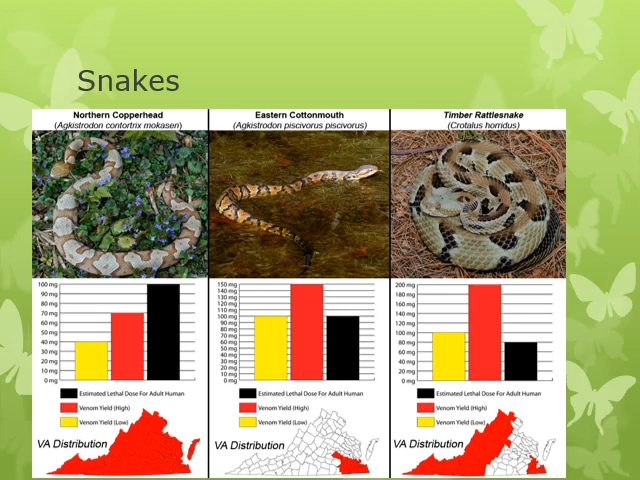 Snakes
Northern Copperhead
(Agkistrodon contortrix mokasen)
100 mg
90 mg
80 mg
70 mg
60 mg
50 mg
40 mg
30 mg
20 mg
10 mg
0 mg
Estimated Lethal Dose For Adult Human
Venom Yield (High)
Venom Yield (Low)
VA Distribution
Eastern Cottonmouth
(Agkistrodon piscivorus piscivorus)
150 mg
140 mg
130 mg
120 mg
110 mg
100 mg
90 mg
80 mg
70 mg
60 mg
50 mg
40 mg
30 mg
20 mg
10 mg
0 mg
Estimated Lethal Dose For Adult Human
Venom Yield (High)
Venom Yield (Low)
VA Distribution
Timber Rattlesnake
(Crotalus horridus)
200 mg
180 mg
160 mg
140 mg
120 mg
100 mg
80 mg
60 mg
40 mg
20 mg
0 mg
Estimated Lethal Dose For Adult Human
Venom Yield (High)
Venom Yield (Low)
VA Distribution